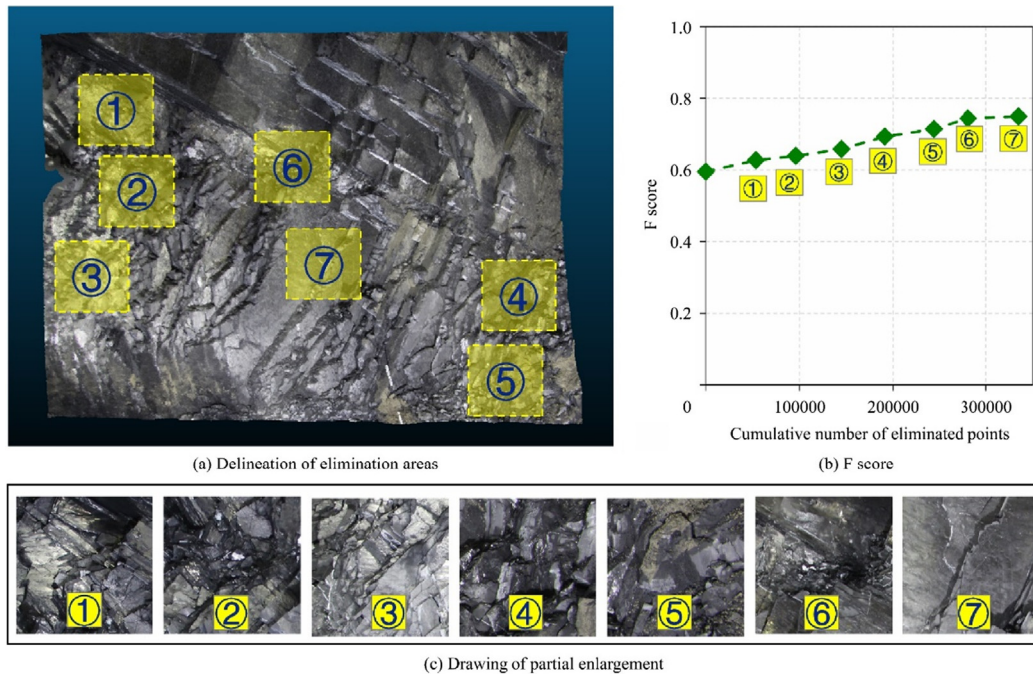 ①
②
③
④
⑤
⑥
⑦
(a) Delineation of elimination areas
1.0
0.8
0.6
0.4
0.2
F score
① ② ③ ④ ⑤ ⑥ ⑦
0 100000 200000 300000
Cumulative number of eliminated points
(b) F score
① ② ③ ④ ⑤ ⑥ ⑦
(c) Drawing of partial enlargement